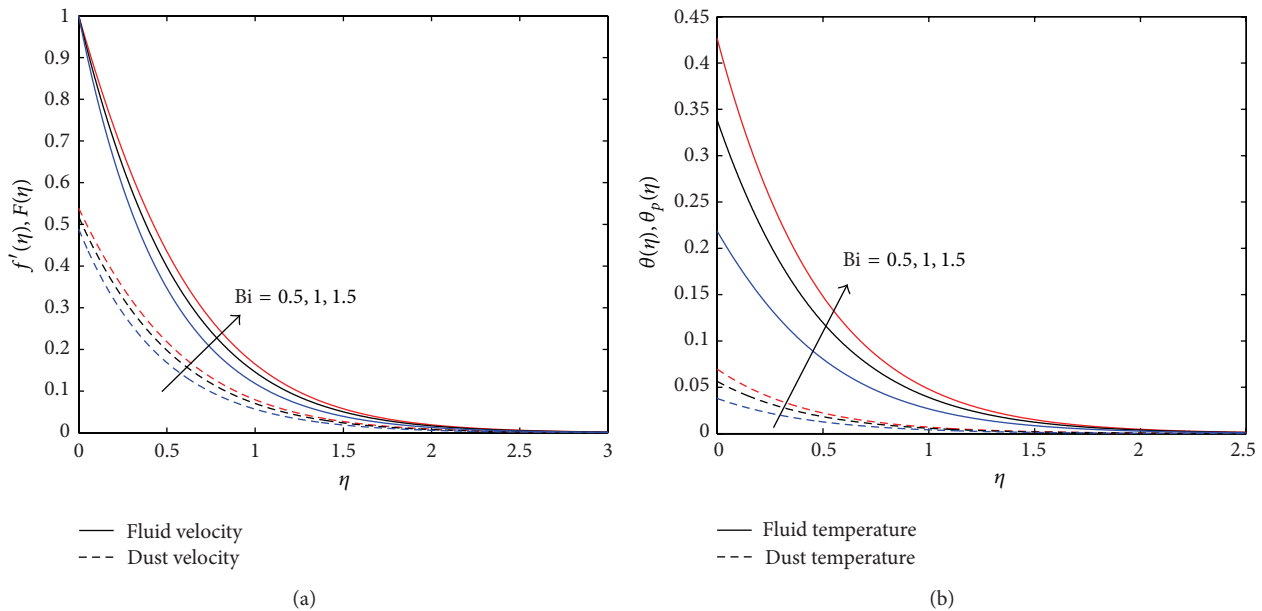 1
0.9
0.8
0.7
0.6
0.5
0.4
0.3
0.2
0.1
0
f′(η), F(η)
Bi = 0.5, 1, 1.5
0 0.5 1 1.5 2 2.5 3
η
Fluid velocity
Dust velocity
(a)
0.45
0.4
0.35
0.3
0.25
0.2
0.15
0.1
0.05
0
θ(η), θp(η)
Bi = 0.5, 1, 1.5
0 0.5 1 1.5 2 2.5
η
Fluid temperature
Dust temperature
(b)